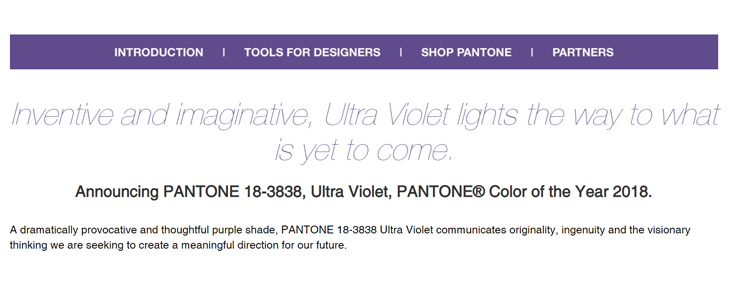 INTRODUCTION | TOOLS FOR DESIGNERS | SHOP PANTONE | PARTNERS
Inventive and imaginative, Ultra Violet lights the way to what
is yet to come.
Announcing PANTONE 18-3838, Ultra Violet, PANTONE® Color of the Year 2018.
A dramatically provocative and thoughtful purple shade, PANTONE 18-3838 Ultra Violet communicates originality, ingenuity and the visionary
thinking we are seeking to create a meaningful direction for our future.